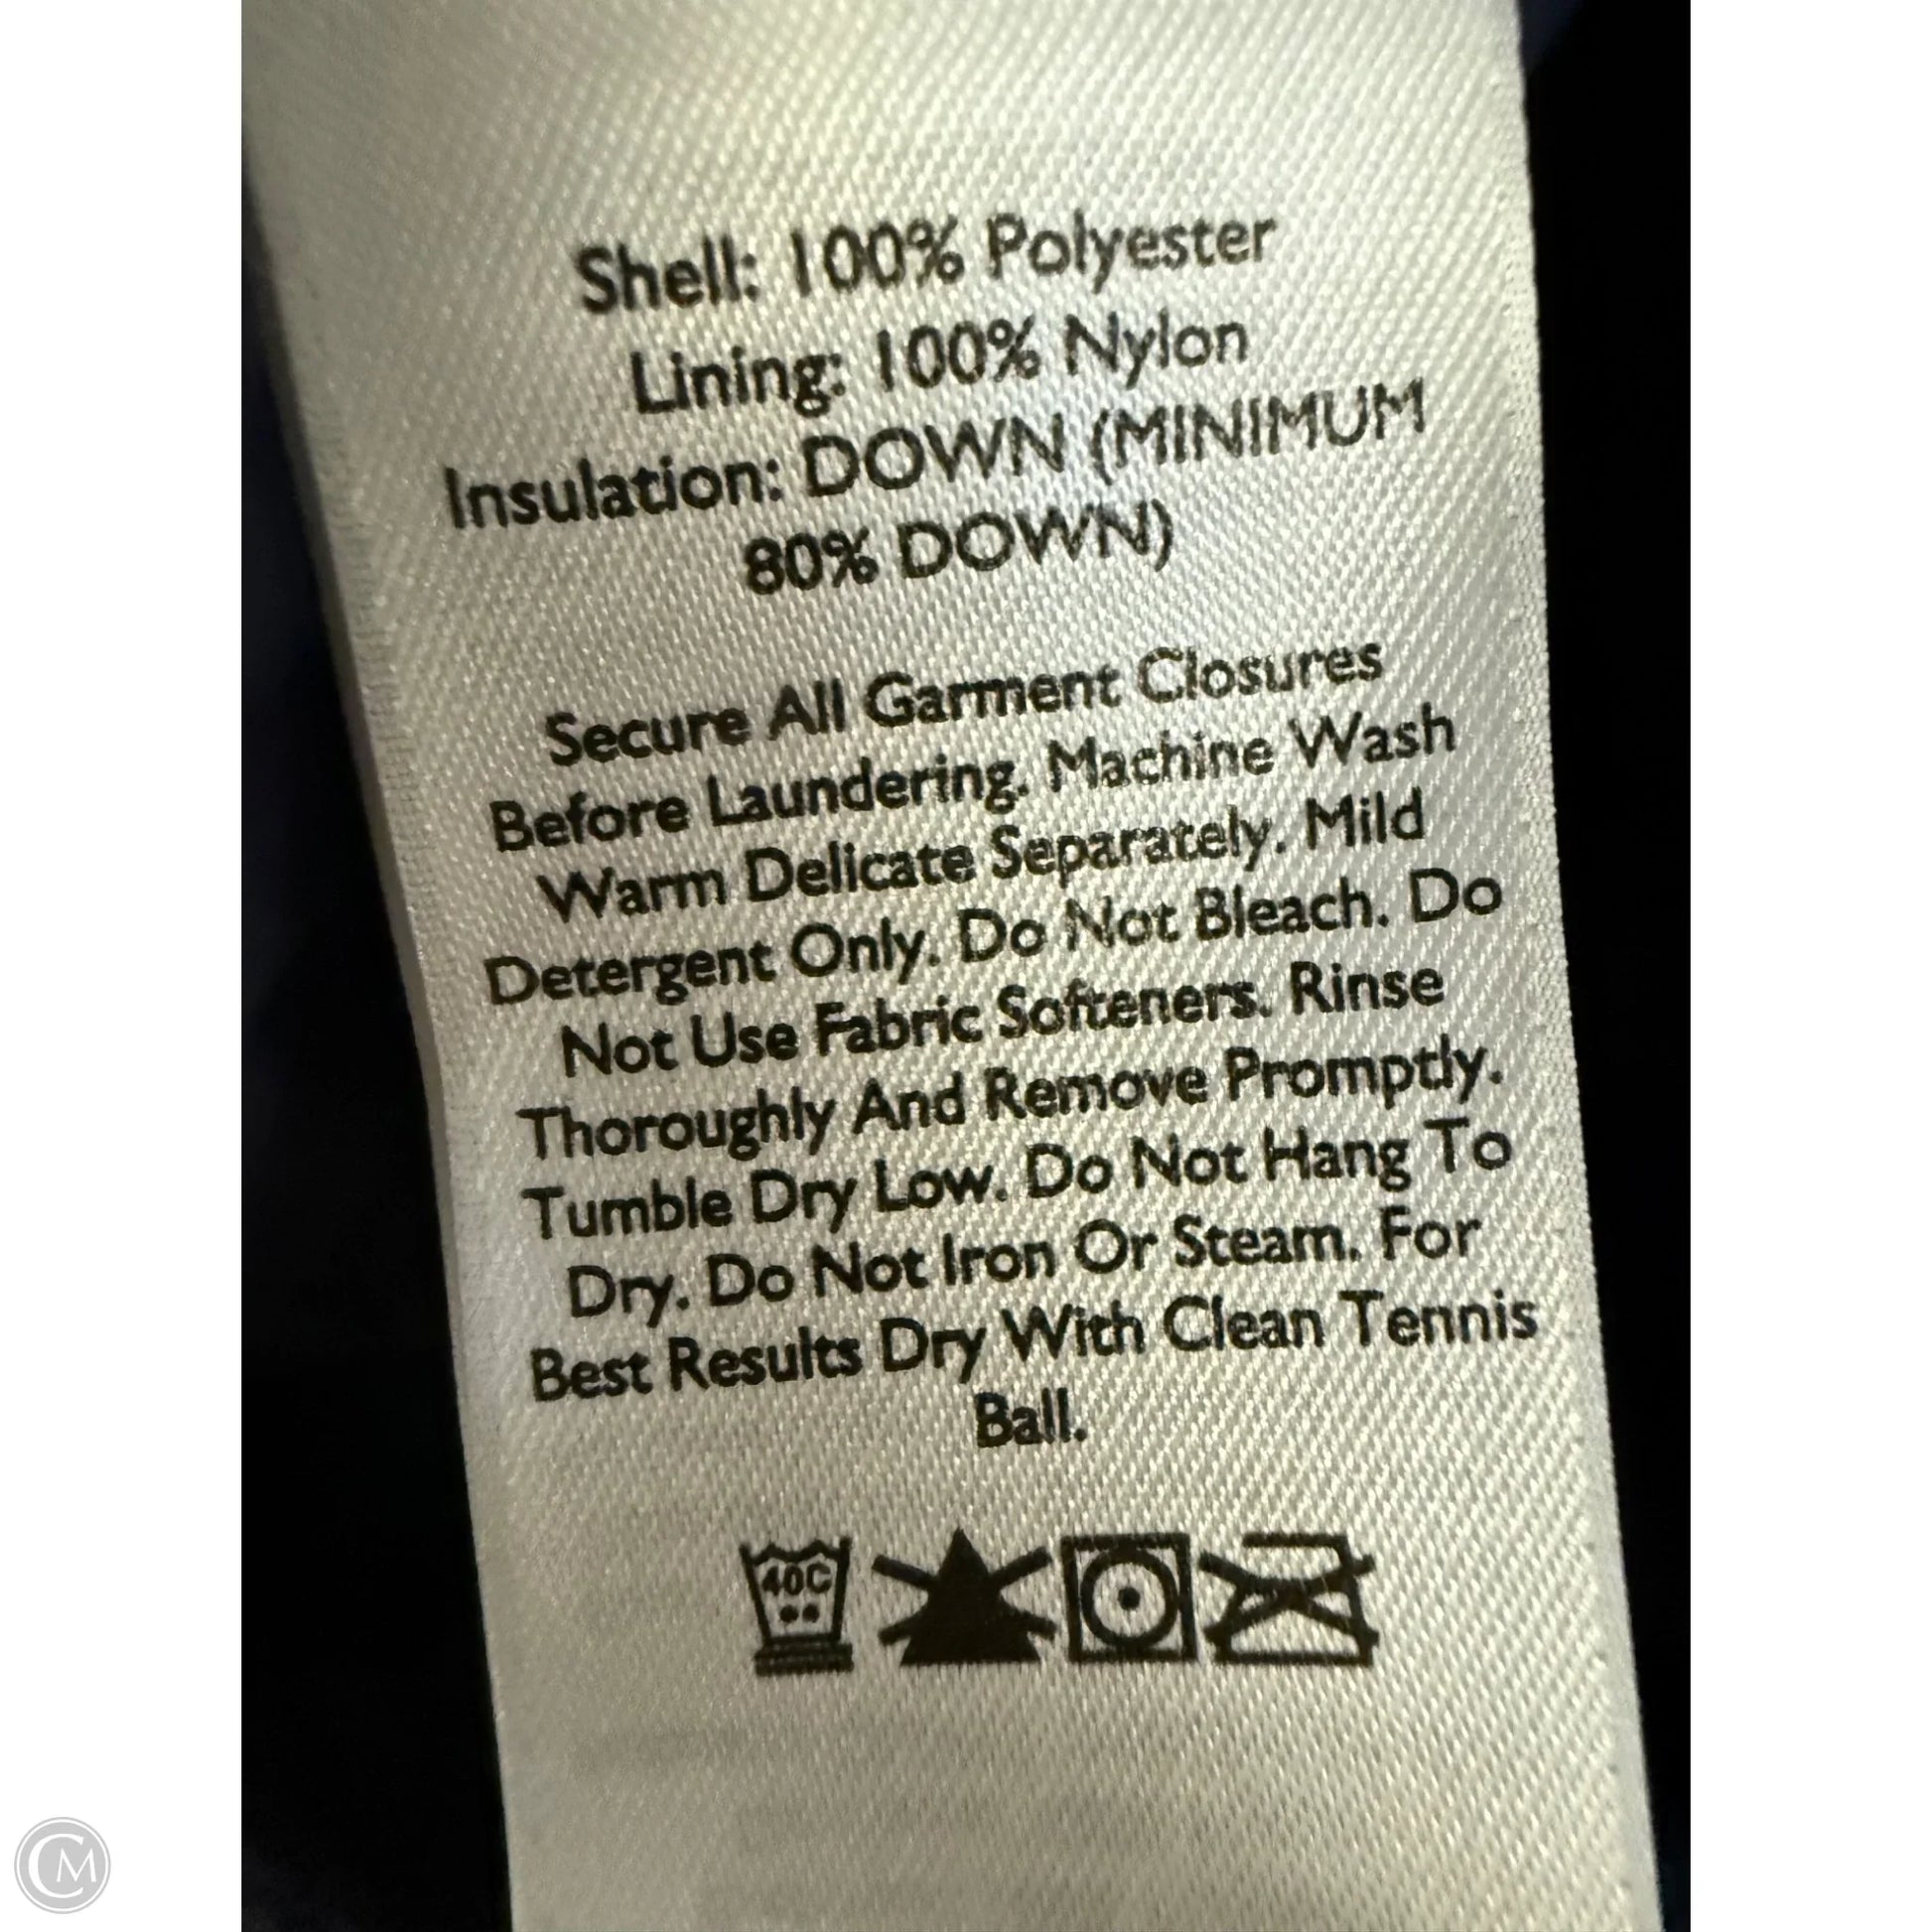 Shell: 100% Polyester
Lining: 100% Nylon
Insulation: DOWN (MINIMUM
80% DOWN)
Secure All Garment Closures
Before Laundering. Machine Wash
Warm Delicate Separately. Mild
Detergent Only. Do Not Bleach. Do
Not Use Fabric Softeners. Rinse
Thoroughly And Remove Promptly.
Tumble Dry Low. Do Not Hang To
Dry. Do Not Iron Or Steam. For
Best Results Dry With Clean Tennis
Ball.
40C
CM